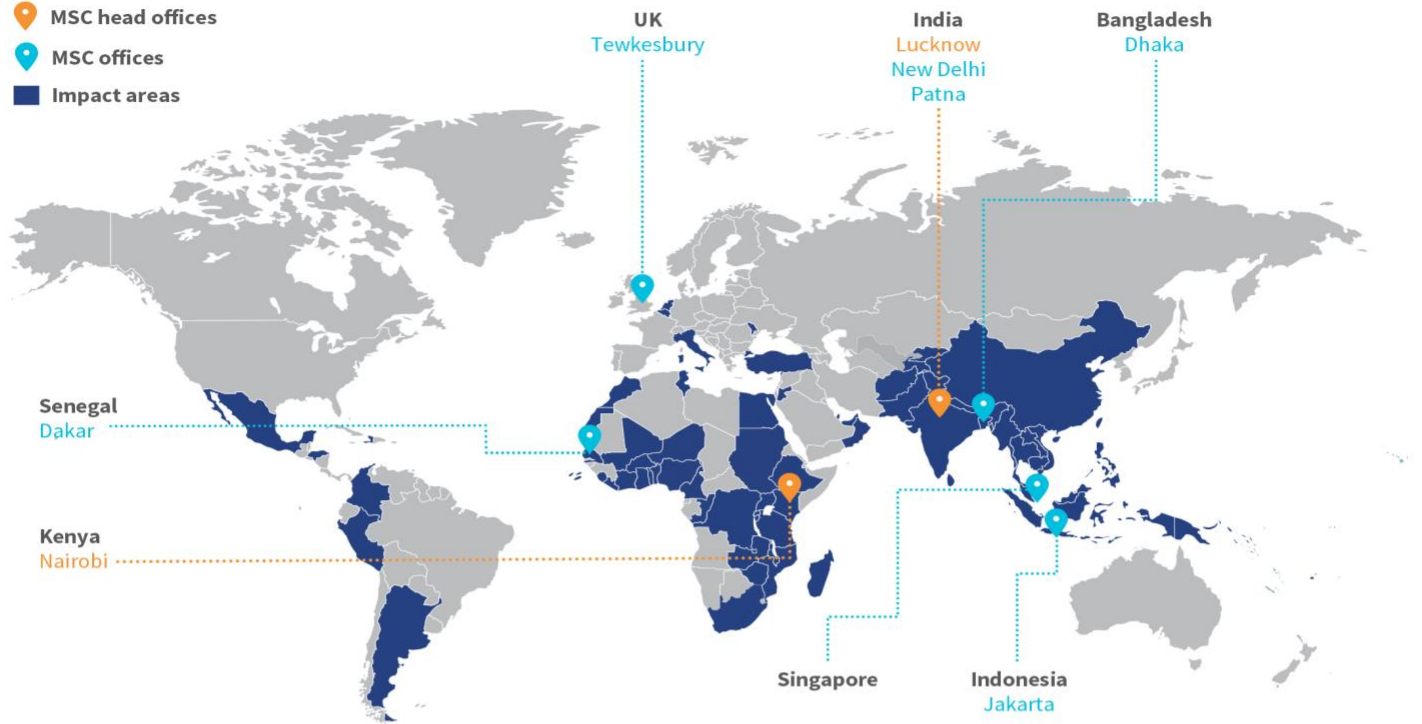 MSC head offices
MSC offices
Impact areas
UK
Tewkesbury
India
Lucknow
New Delhi
Patna
Bangladesh
Dhaka
Senegal
Dakar
Kenya
Nairobi
Singapore
Indonesia
Jakarta